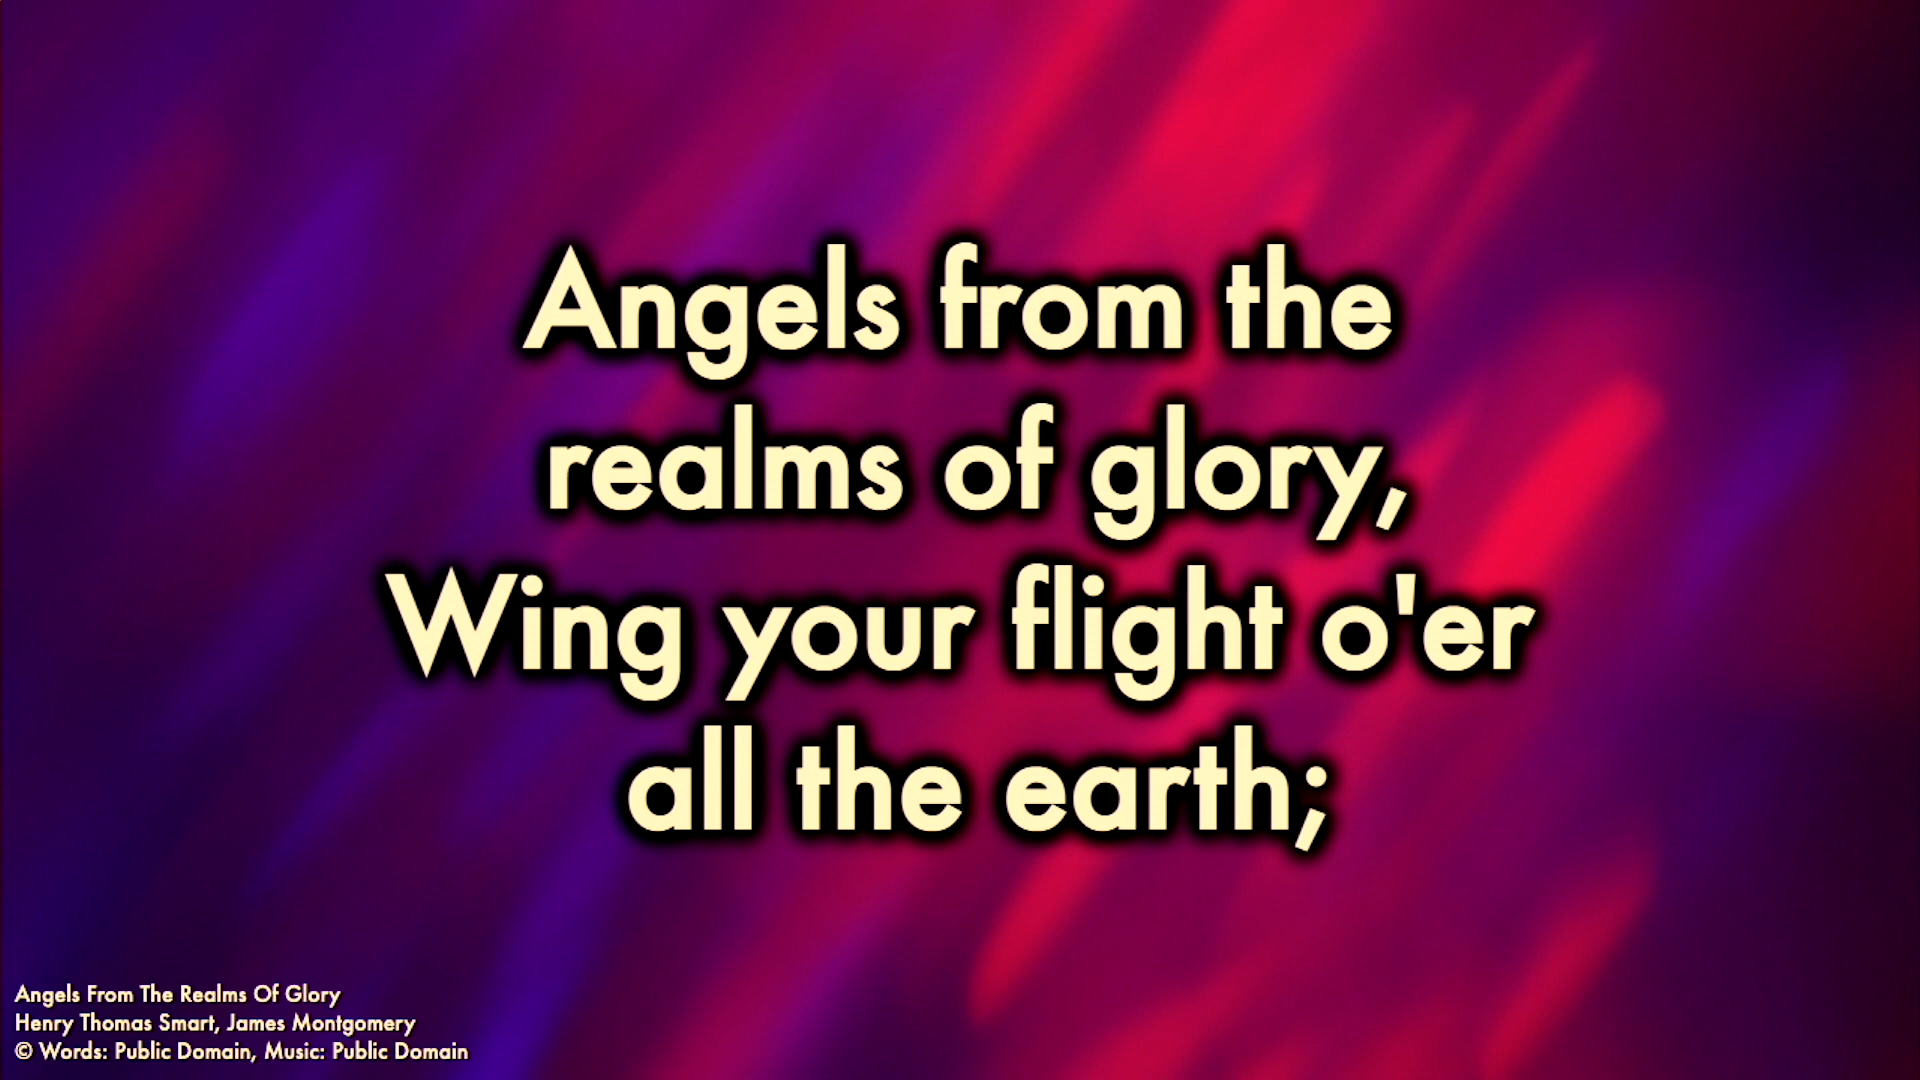 Angels from the
realms of glory,
Wing your flight o'er
all the earth;
Angels From The Realms Of Glory
Henry Thomas Smart, James Montgomery
© Words: Public Domain, Music: Public Domain